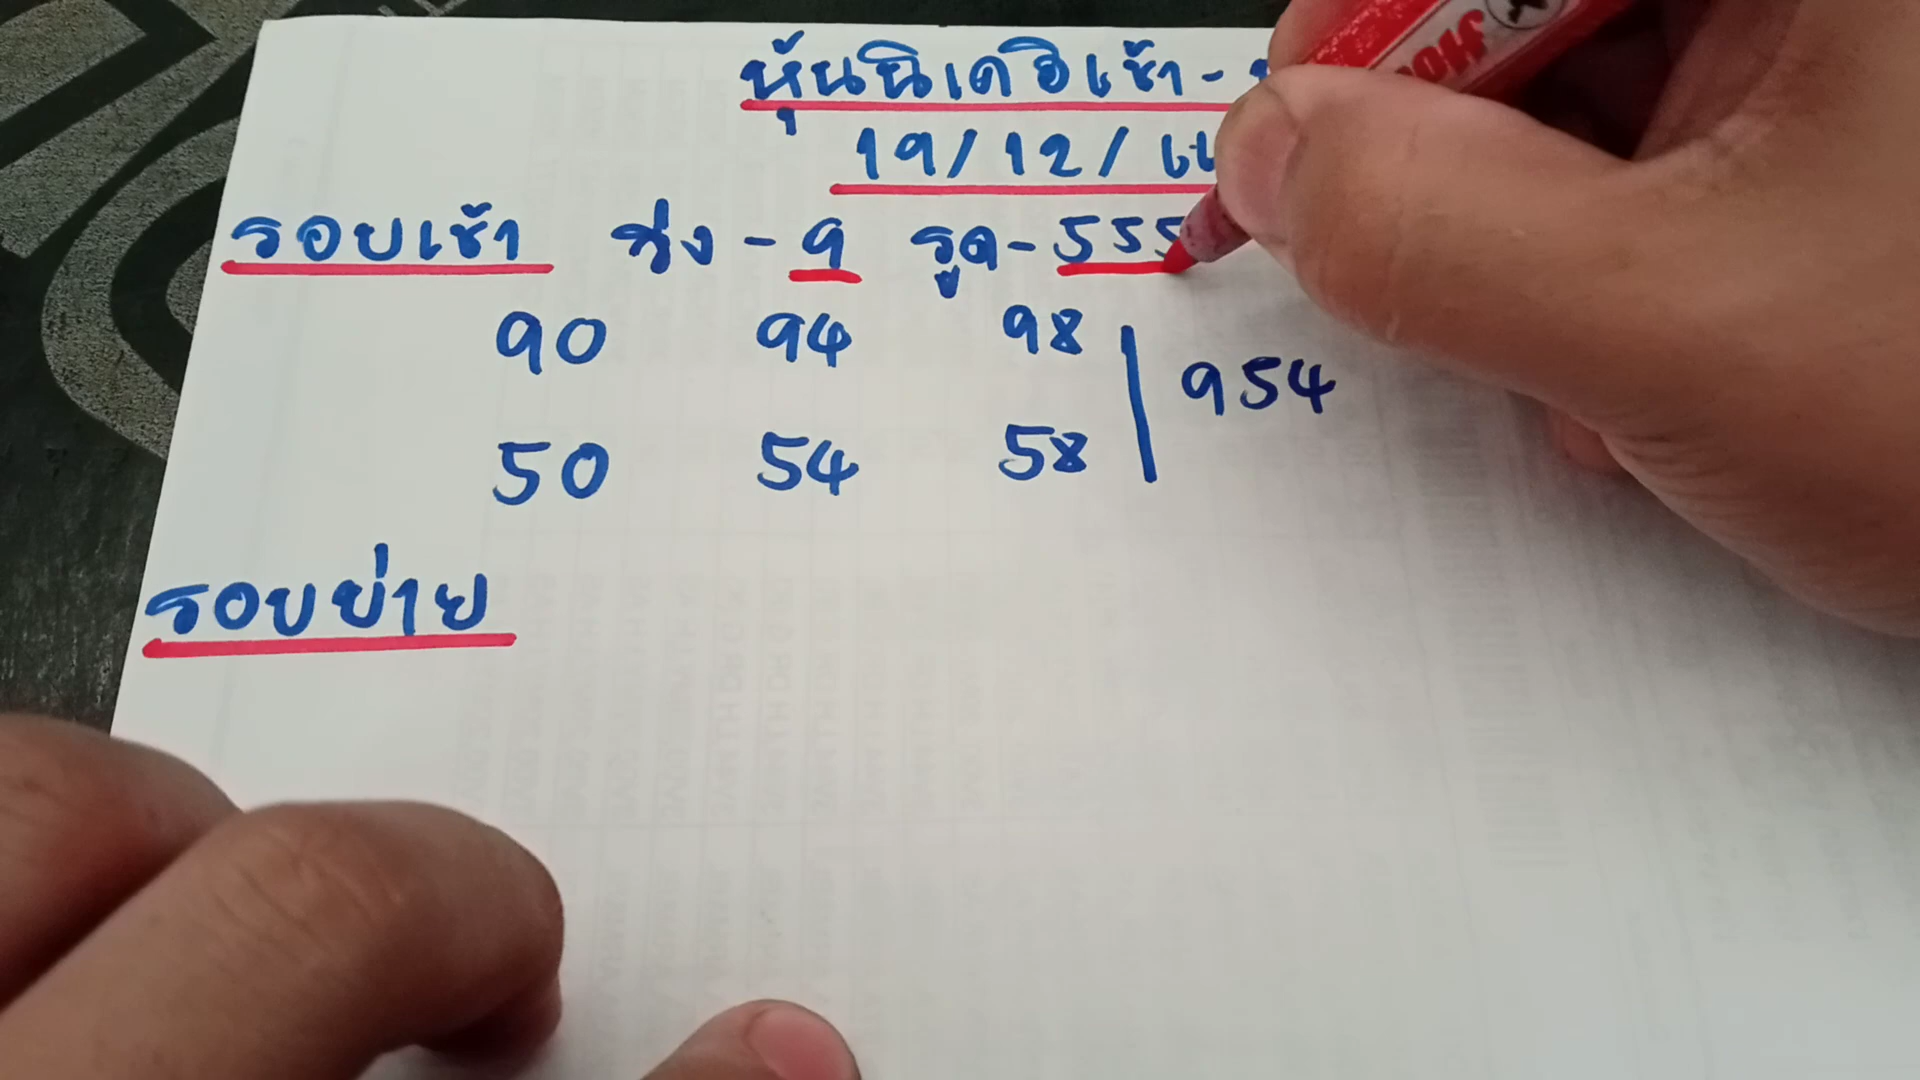 หุ้นนิเคอิเช้า-
19/12/
รอบเช้า วิ่ง-9 รูด-555
90 94 98
954
50 54 58
รอบบ่าย